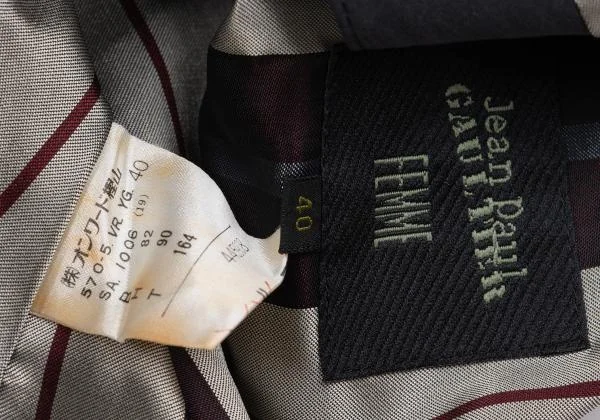 Jean Paul
GAULTIER
FEMME
40
㈱オンワード樫山
570-5. VR YG. 40
SA. 1006 (19)
82
90
T 164